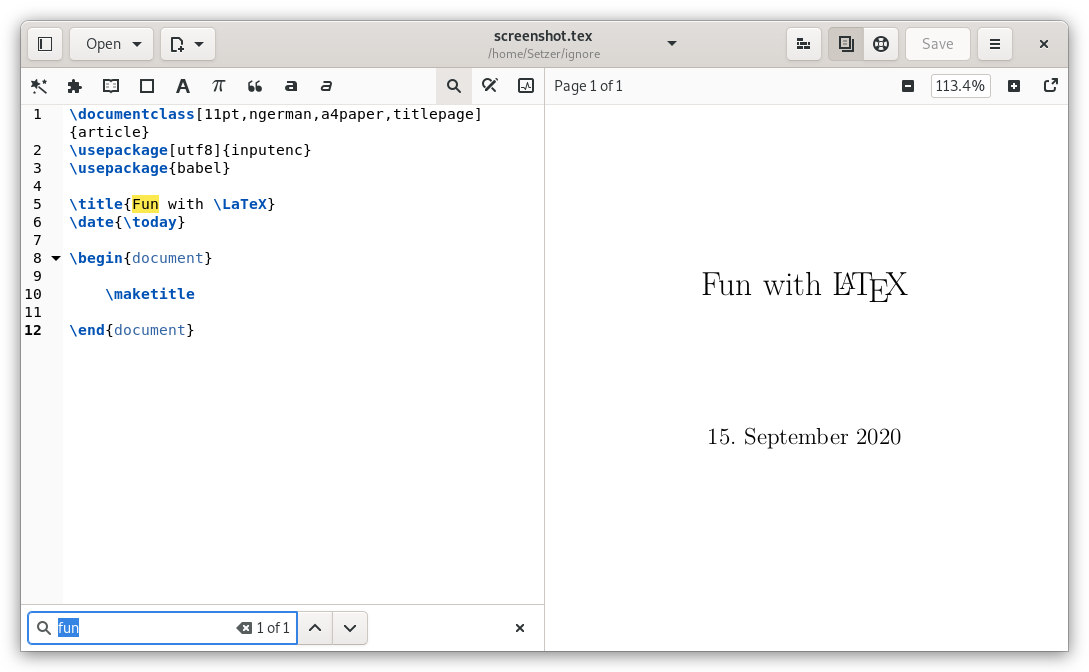 Open
screenshot.tex
/home/Setzer/ignore
Save
A π a a
Page 1 of 1
113.4%
1 \documentclass[11pt,ngerman,a4paper,titlepage]
{article}
2 \usepackage[utf8]{inputenc}
3 \usepackage{babel}
4
5 \title{Fun with \LaTeX}
6 \date{\today}
7
8 \begin{document}
9
10 \maketitle
11
12 \end{document}
Fun with LATEX
15. September 2020
fun
1 of 1